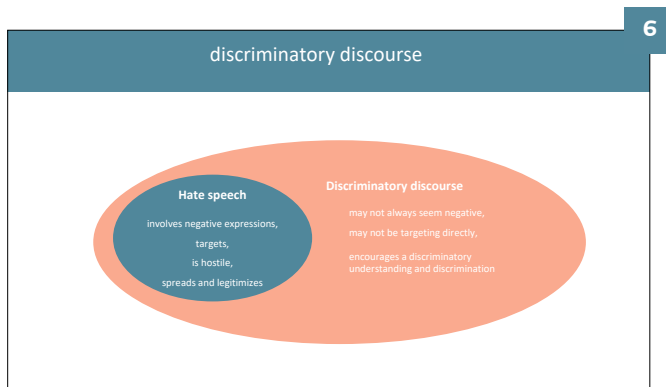 6
discriminatory discourse
Hate speech
involves negative expressions,
targets,
is hostile,
spreads and legitimizes
Discriminatory discourse
may not always seem negative,
may not be targeting directly,
encourages a discriminatory
understanding and discrimination